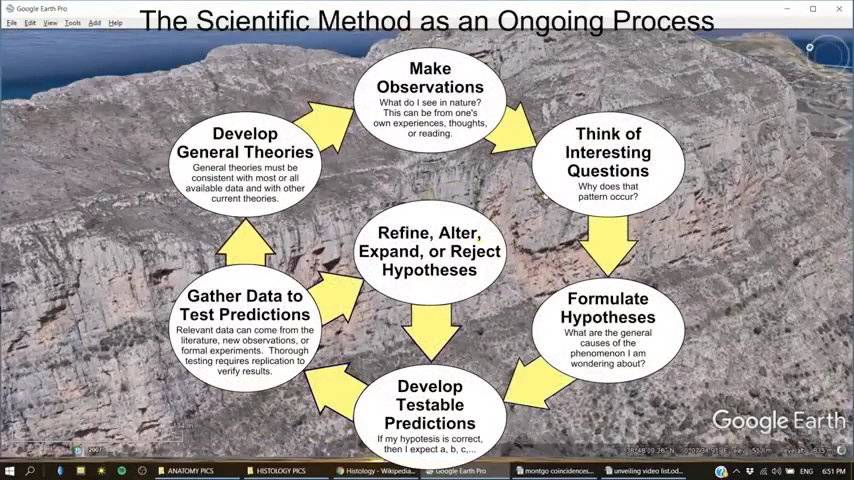 Google Earth Pro
The Scientific Method as an Ongoing Process
File Edit View Tools Add Help
Make
Observations
What do I see in nature?
This can be from one's
own experiences, thoughts,
or reading.
Think of
Interesting
Questions
Why does that
pattern occur?
Formulate
Hypotheses
What are the general
causes of the
phenomenon I am
wondering about?
Develop
Testable
Predictions
If my hypotesis is correct,
then I expect a, b, c,...
Gather Data to
Test Predictions
Relevant data can come from the
literature, new observations, or
formal experiments. Thorough
testing requires replication to
verify results.
Refine, Alter,
Expand, or Reject
Hypotheses
Develop
General Theories
General theories must be
consistent with most or all
available data and with other
current theories.
Google Earth
ANATOMY PICS
HISTOLOGY PICS
Histology - Wikipedia...
Google Earth Pro
montgo coincidences...
unveiling video list.od...
ENG
6:51 PM